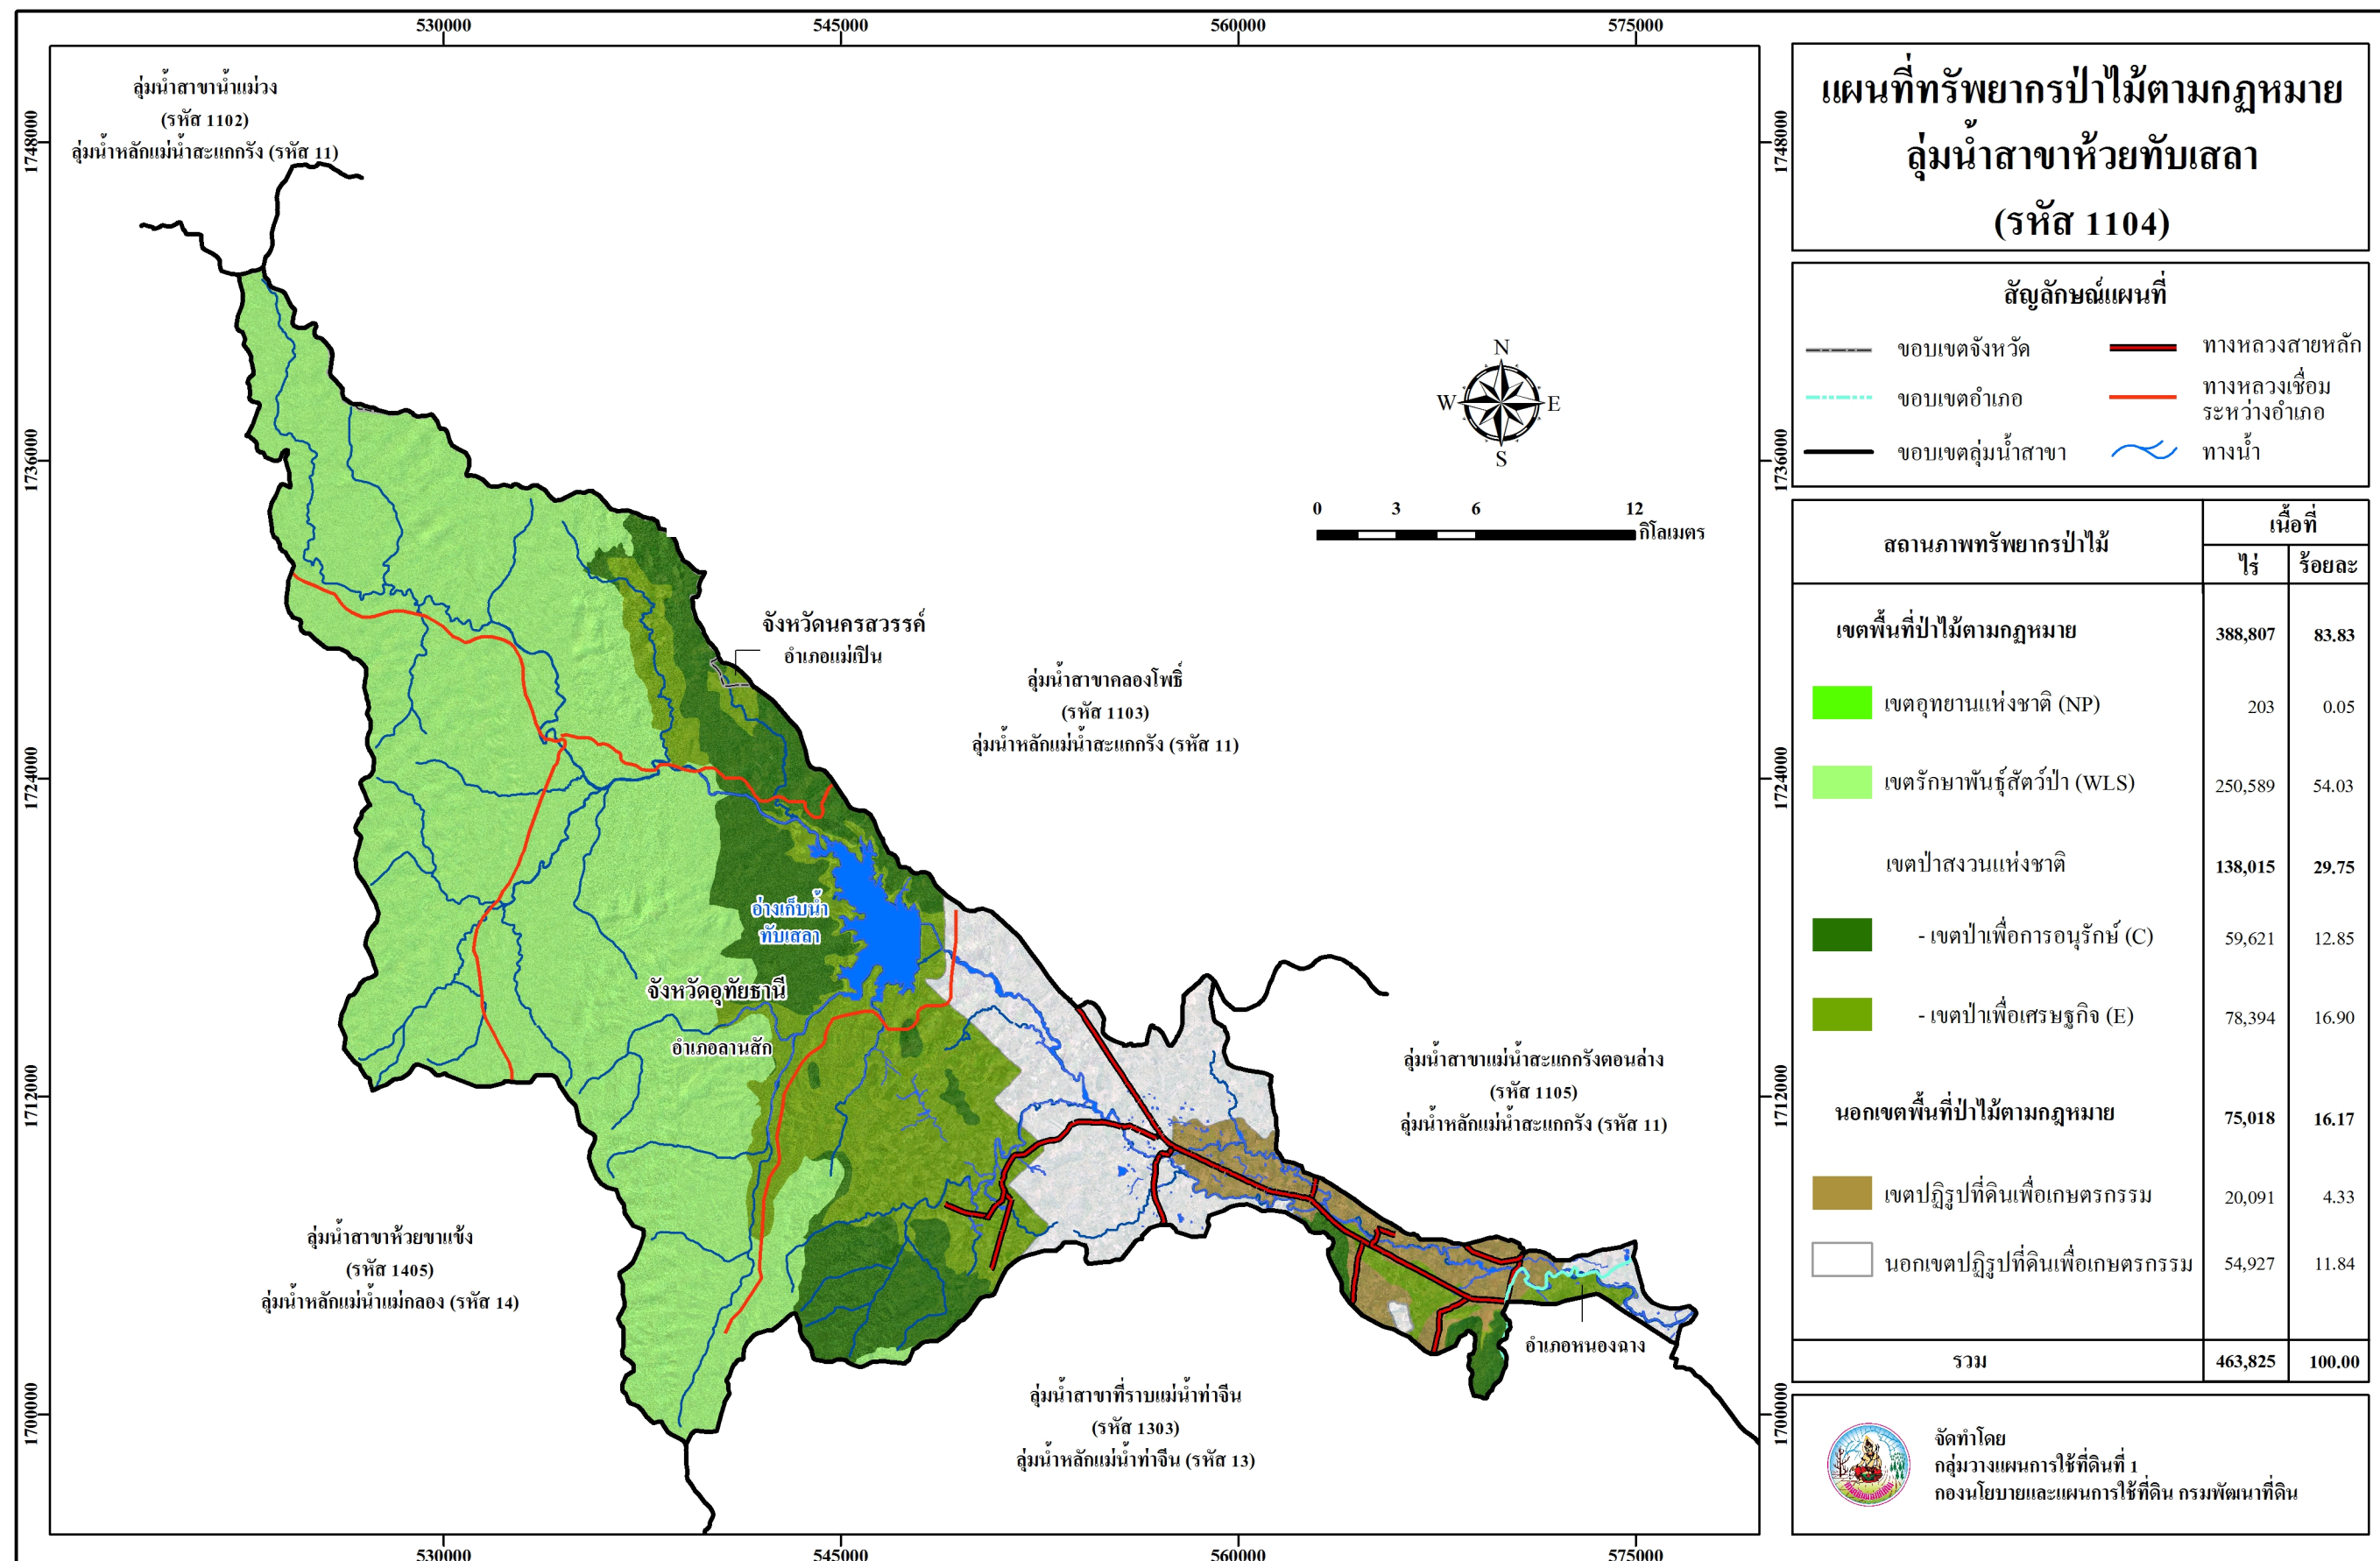 530000
545000
560000
575000
1748000
1736000
1724000
1712000
1700000
ลุ่มน้ำสาขาน้ำแม่วง
(รหัส 1102)
ลุ่มน้ำหลักแม่น้ำสะแกกรัง (รหัส 11)
N
W
E
S
0 3 6 12
กิโลเมตร
จังหวัดนครสวรรค์
อำเภอแม่เปิน
ลุ่มน้ำสาขาคลองโพธิ์
(รหัส 1103)
ลุ่มน้ำหลักแม่น้ำสะแกกรัง (รหัส 11)
อ่างเก็บน้ำ
ทับเสลา
จังหวัดอุทัยธานี
อำเภอลานสัก
ลุ่มน้ำสาขาแม่น้ำสะแกกรังตอนล่าง
(รหัส 1105)
ลุ่มน้ำหลักแม่น้ำสะแกกรัง (รหัส 11)
ลุ่มน้ำสาขาห้วยขาแข้ง
(รหัส 1405)
ลุ่มน้ำหลักแม่น้ำแม่กลอง (รหัส 14)
อำเภอหนองฉาง
ลุ่มน้ำสาขาที่ราบแม่น้ำท่าจีน
(รหัส 1303)
ลุ่มน้ำหลักแม่น้ำท่าจีน (รหัส 13)
1748000
1736000
1724000
1712000
1700000
530000
545000
560000
575000
แผนที่ทรัพยากรป่าไม้ตามกฎหมาย
ลุ่มน้ำสาขาห้วยทับเสลา
(รหัส 1104)
สัญลักษณ์แผนที่
ขอบเขตจังหวัด
ทางหลวงสายหลัก
ขอบเขตอำเภอ
ทางหลวงเชื่อม
ระหว่างอำเภอ
ขอบเขตลุ่มน้ำสาขา
ทางน้ำ
สถานภาพทรัพยากรป่าไม้
เนื้อที่
ไร่ ร้อยละ
เขตพื้นที่ป่าไม้ตามกฎหมาย 388,807 83.83
เขตอุทยานแห่งชาติ (NP) 203 0.05
เขตรักษาพันธุ์สัตว์ป่า (WLS) 250,589 54.03
เขตป่าสงวนแห่งชาติ 138,015 29.75
- เขตป่าเพื่อการอนุรักษ์ (C) 59,621 12.85
- เขตป่าเพื่อเศรษฐกิจ (E) 78,394 16.90
นอกเขตพื้นที่ป่าไม้ตามกฎหมาย 75,018 16.17
เขตปฏิรูปที่ดินเพื่อเกษตรกรรม 20,091 4.33
นอกเขตปฏิรูปที่ดินเพื่อเกษตรกรรม 54,927 11.84
รวม 463,825 100.00
จัดทำโดย
กลุ่มวางแผนการใช้ที่ดินที่ 1
กองนโยบายและแผนการใช้ที่ดิน กรมพัฒนาที่ดิน